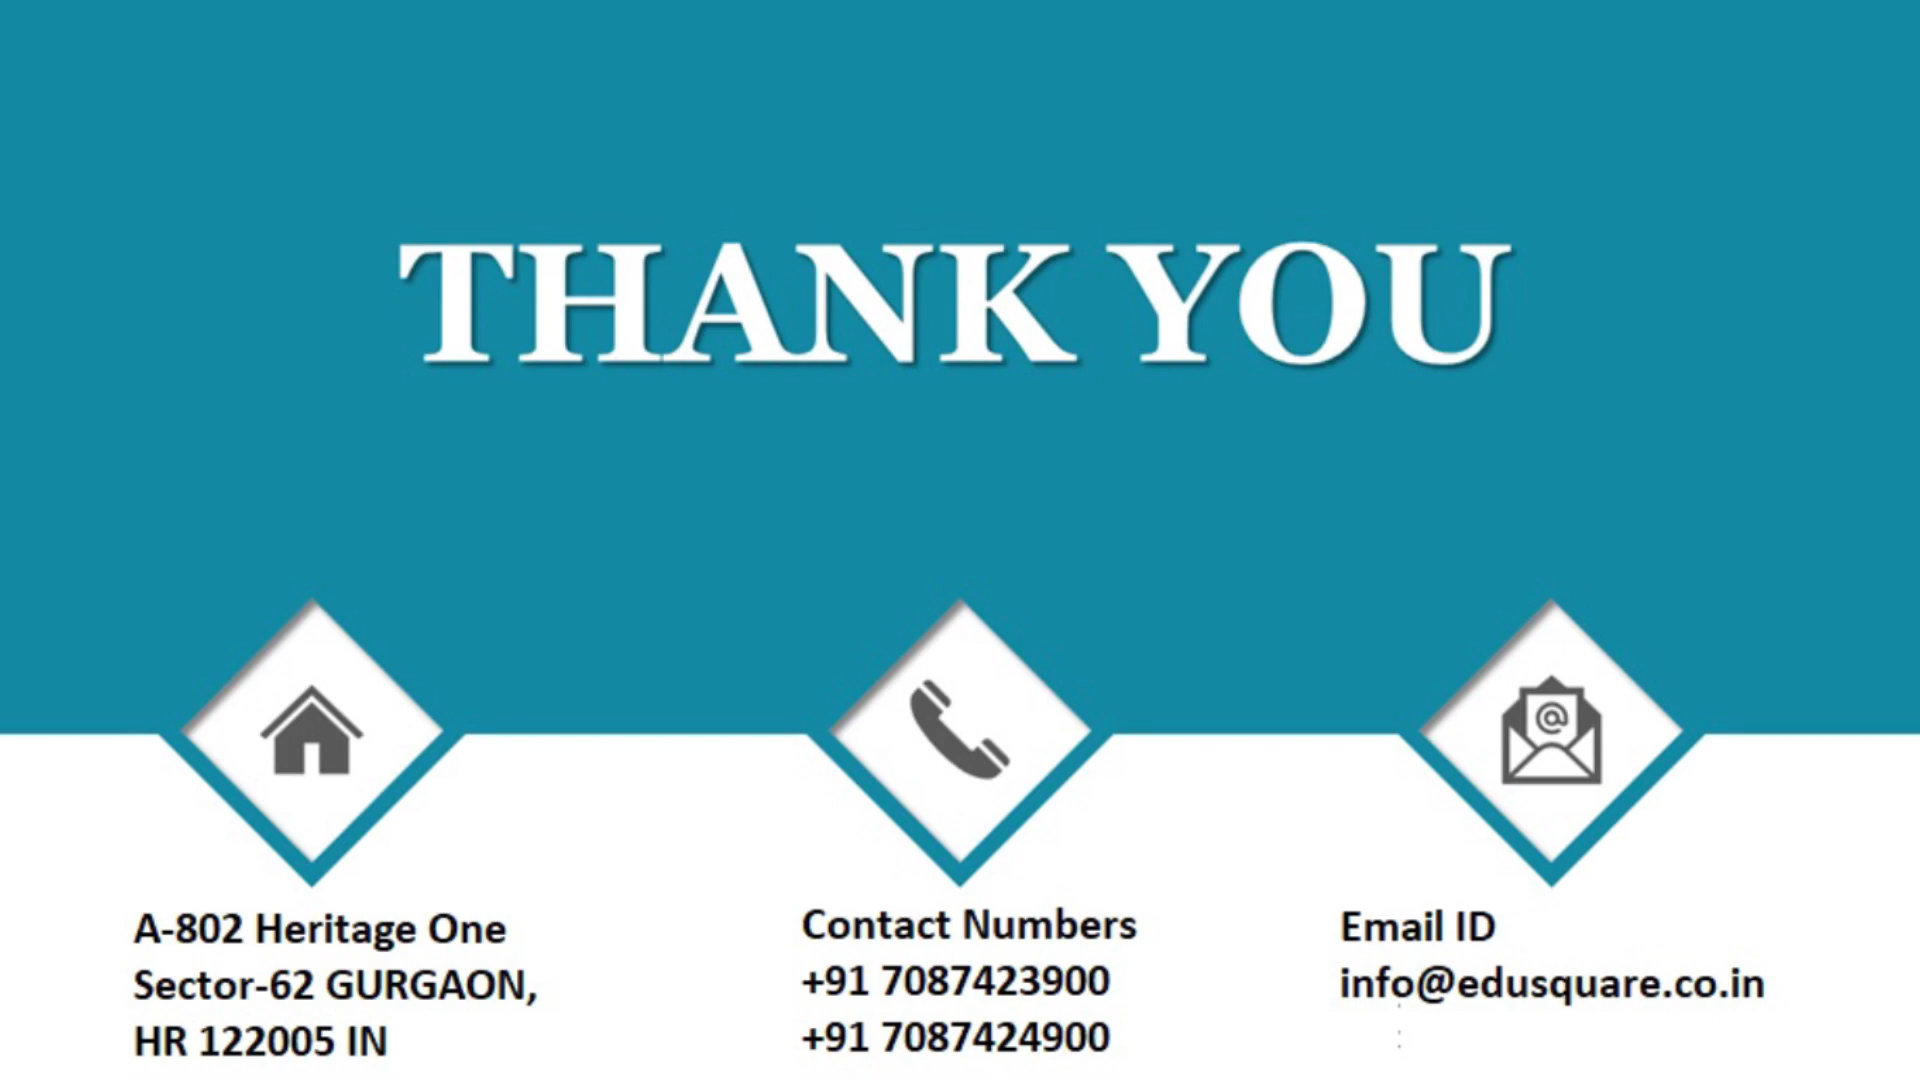 THANK YOU
A-802 Heritage One
Sector-62 GURGAON,
HR 122005 IN
Contact Numbers
+91 7087423900
+91 7087424900
Email ID
info@edusquare.co.in